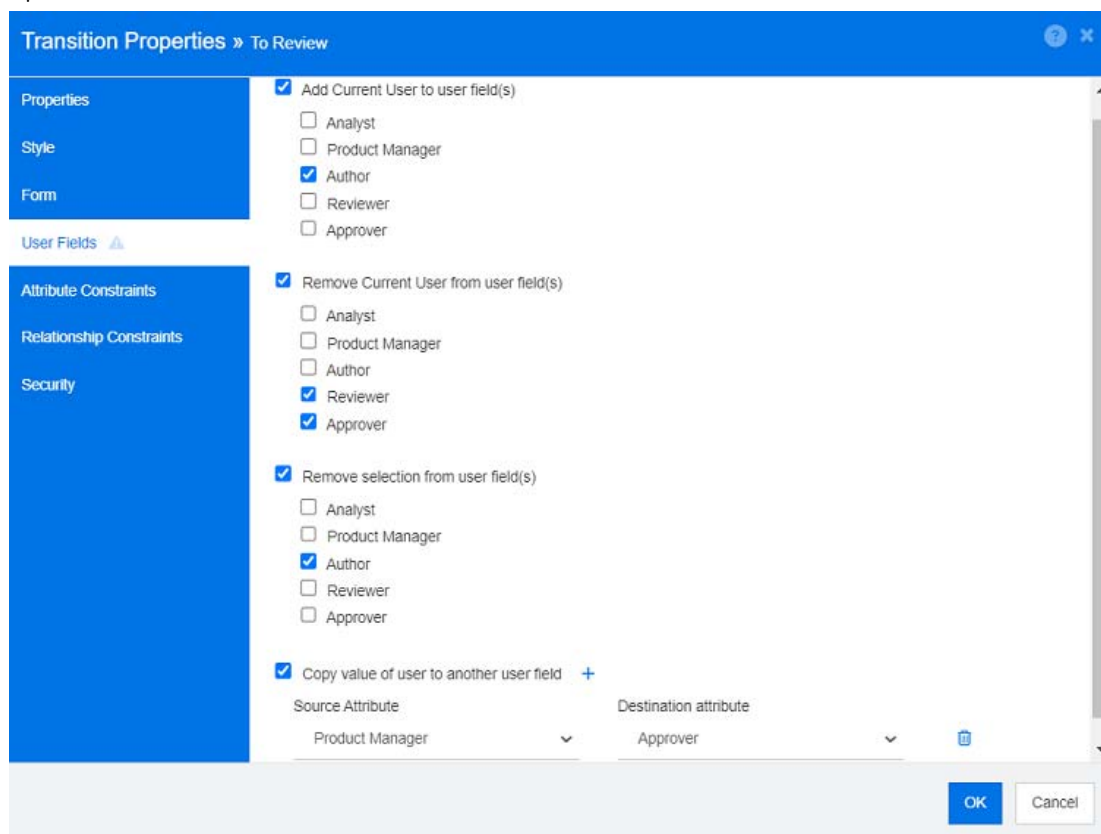 Transition Properties » To Review
Properties
Style
Form
User Fields
Attribute Constraints
Relationship Constraints
Security
Add Current User to user field(s)
Analyst
Product Manager
Author
Reviewer
Approver
Remove Current User from user field(s)
Analyst
Product Manager
Author
Reviewer
Approver
Remove selection from user field(s)
Analyst
Product Manager
Author
Reviewer
Approver
Copy value of user to another user field +
Source Attribute Destination attribute
Product Manager Approver
OK Cancel